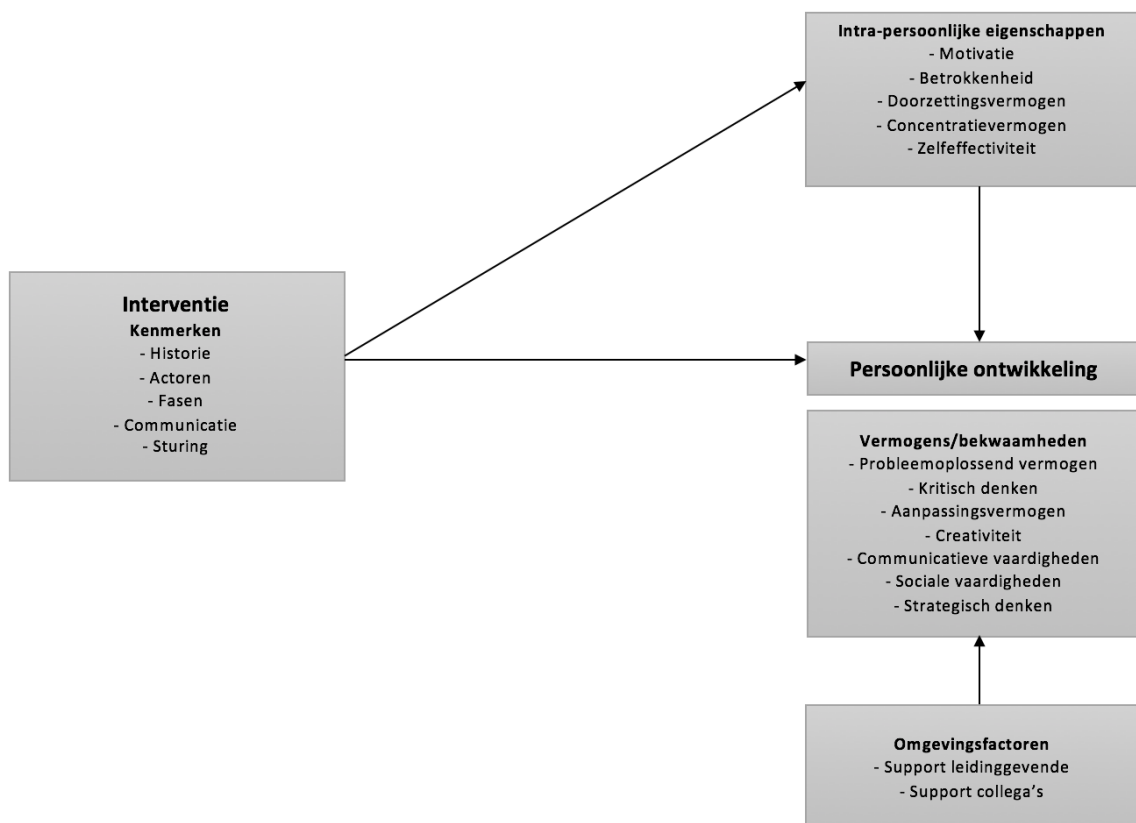 Intra-persoonlijke eigenschappen
- Motivatie
- Betrokkenheid
- Doorzettingsvermogen
- Concentratievermogen
- Zelfeffectiviteit
Interventie
Kenmerken
- Historie
- Actoren
- Fasen
- Communicatie
- Sturing
Persoonlijke ontwikkeling
Vermogens/bekwaamheden
- Probleemoplossend vermogen
- Kritisch denken
- Aanpassingsvermogen
- Creativiteit
- Communicatieve vaardigheden
- Sociale vaardigheden
- Strategisch denken
Omgevingsfactoren
- Support leidinggevende
- Support collega's